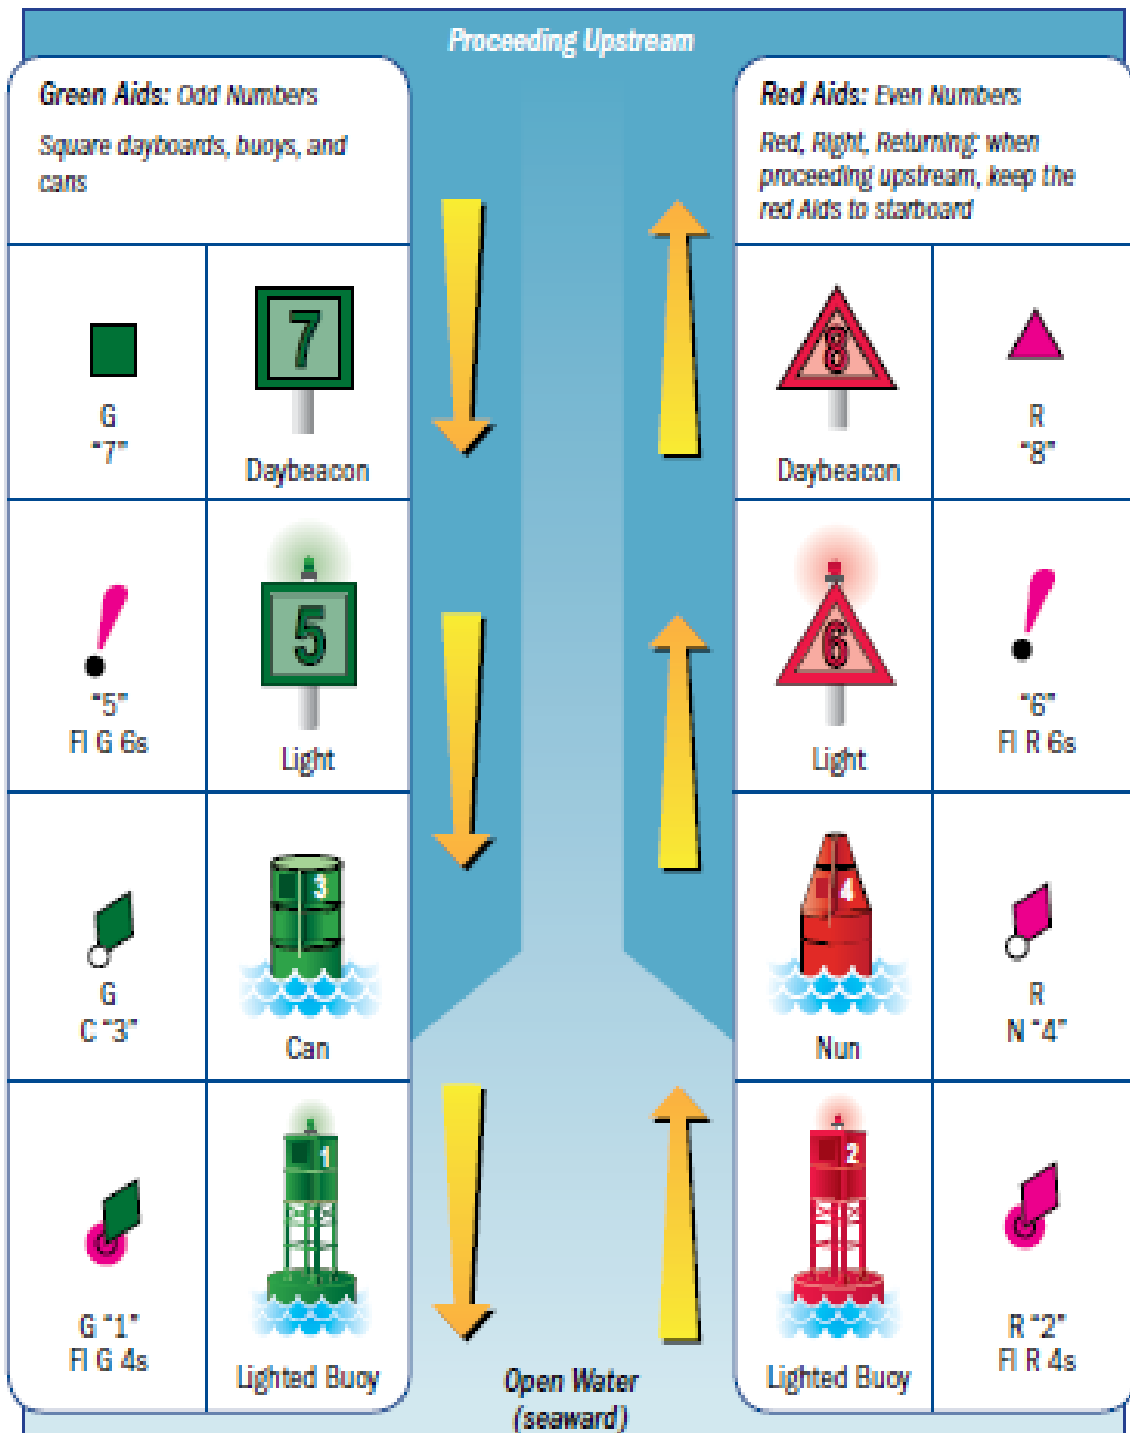 Proceeding Upstream
Green Aids: Odd Numbers
Square dayboards, buoys, and
cans
Red Aids: Even Numbers
Red, Right, Returning: when
proceeding upstream, keep the
red Aids to starboard
G
"7"
7
Daybeacon
8
Daybeacon
R
"8"
"5"
Fl G 6s
5
Light
6
Light
"6"
Fl R 6s
G
C "3"
3
Can
4
Nun
R
N "4"
G "1"
Fl G 4s
1
Lighted Buoy
2
Lighted Buoy
R "2"
Fl R 4s
Open Water
(seaward)